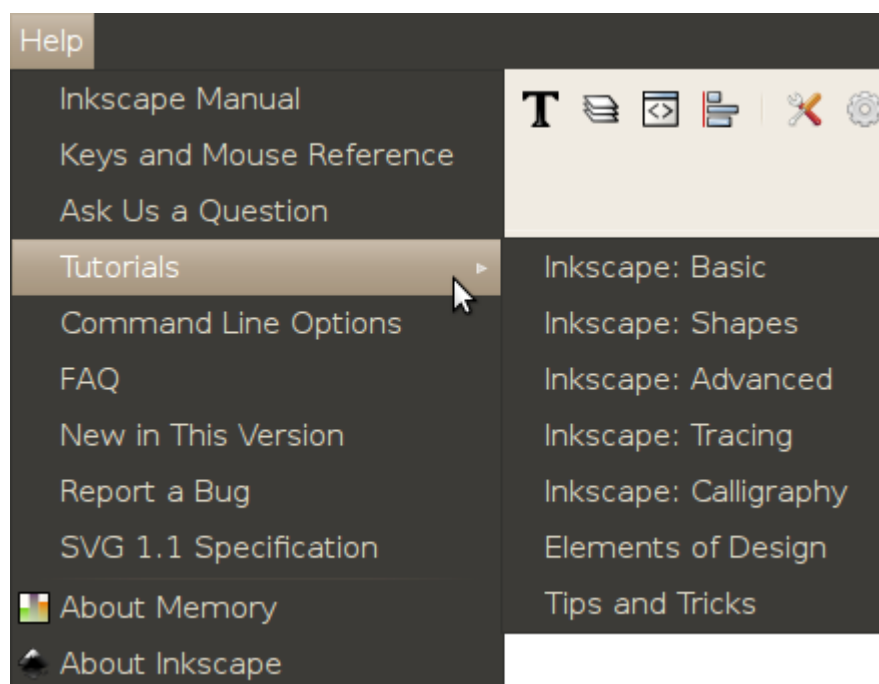 Help
Inkscape Manual
Keys and Mouse Reference
Ask Us a Question
Tutorials
Command Line Options
FAQ
New in This Version
Report a Bug
SVG 1.1 Specification
About Memory
About Inkscape
T
Inkscape: Basic
Inkscape: Shapes
Inkscape: Advanced
Inkscape: Tracing
Inkscape: Calligraphy
Elements of Design
Tips and Tricks